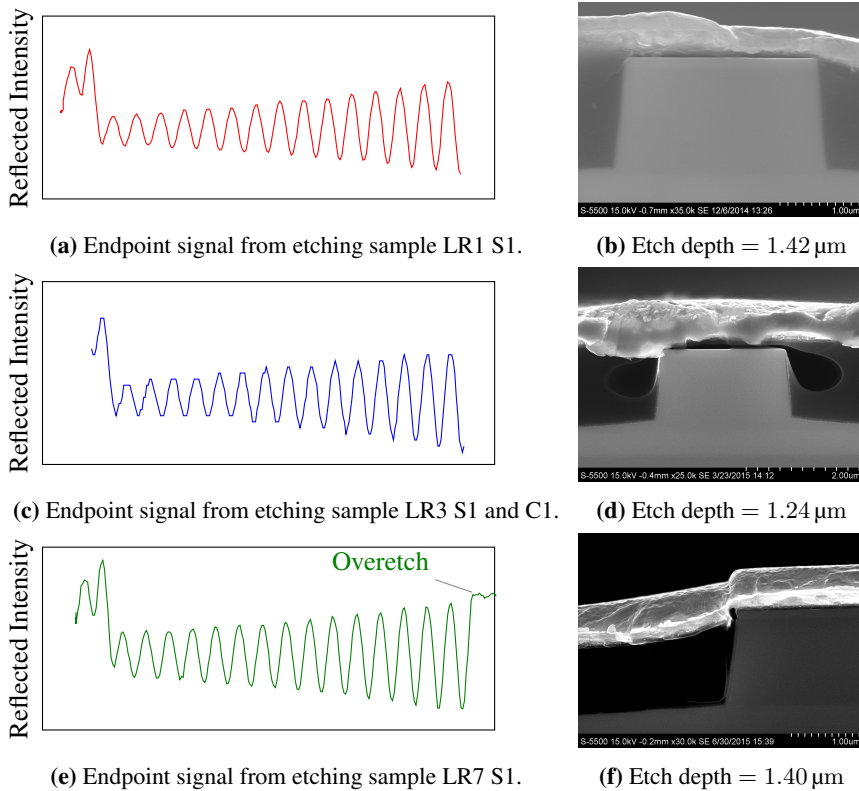 Reflected Intensity
S-5500 15.0kV -0.7mm x35.0k SE 12/6/2014 13:26
1.00um
(a) Endpoint signal from etching sample LR1 S1.
(b) Etch depth = 1.42 µm
Reflected Intensity
S-5500 15.0kV -0.4mm x25.0k SE 3/23/2015 14:12
2.00um
(c) Endpoint signal from etching sample LR3 S1 and C1.
(d) Etch depth = 1.24 µm
Reflected Intensity
Overetch
S-5500 15.0kV -0.2mm x30.0k SE 6/30/2015 15:39
1.00um
(e) Endpoint signal from etching sample LR7 S1.
(f) Etch depth = 1.40 µm